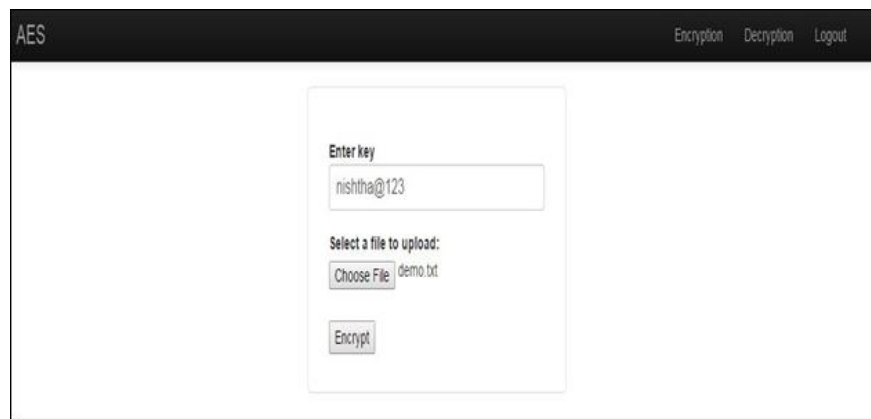 AES Encryption Decryption Logout
Enter key
nishtha@123
Select a file to upload:
Choose File demo.txt
Encrypt